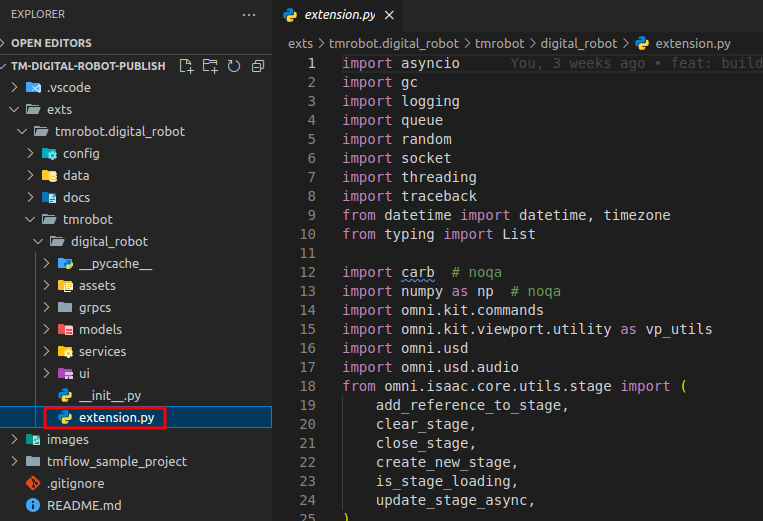 EXPLORER
OPEN EDITORS
TM-DIGITAL-ROBOT-PUBLISH
.vscode
exts
tmrobot.digital_robot
config
data
docs
tmrobot
digital_robot
__pycache__
assets
grpcs
models
services
ui
__init__.py
extension.py
images
tmflow_sample_project
.gitignore
README.md
extension.py
exts > tmrobot.digital_robot > tmrobot > digital_robot > extension.py
1 import asyncio You, 3 weeks ago • feat: build
2 import gc
3 import logging
4 import queue
5 import random
6 import socket
7 import threading
8 import traceback
9 from datetime import datetime, timezone
10 from typing import List
11
12 import carb # noqa
13 import numpy as np # noqa
14 import omni.kit.commands
15 import omni.kit.viewport.utility as vp_utils
16 import omni.usd
17 import omni.usd.audio
18 from omni.isaac.core.utils.stage import (
19 add_reference_to_stage,
20 clear_stage,
21 close_stage,
22 create_new_stage,
23 is_stage_loading,
24 update_stage_async,
25 )